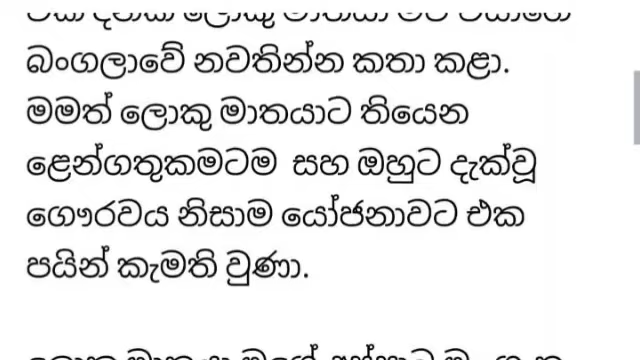 බංගලාවේ නවතින්න කතා කළා.
මමත් ලොකු මාතයාට තියෙන
ළෙන්ගතුකමටම සහ ඔහුට දැක්වූ
ගෞරවය නිසාම යෝජනාවට එක
පයින් කැමති වුණා.